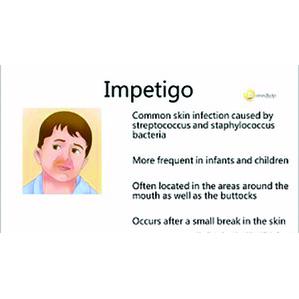 Impetigo
Common skin infection caused by
streptococcus and staphylococcus
bacteria
More frequent in infants and children
Often located in the areas around the
mouth as well as the buttocks
Occurs after a small break in the skin